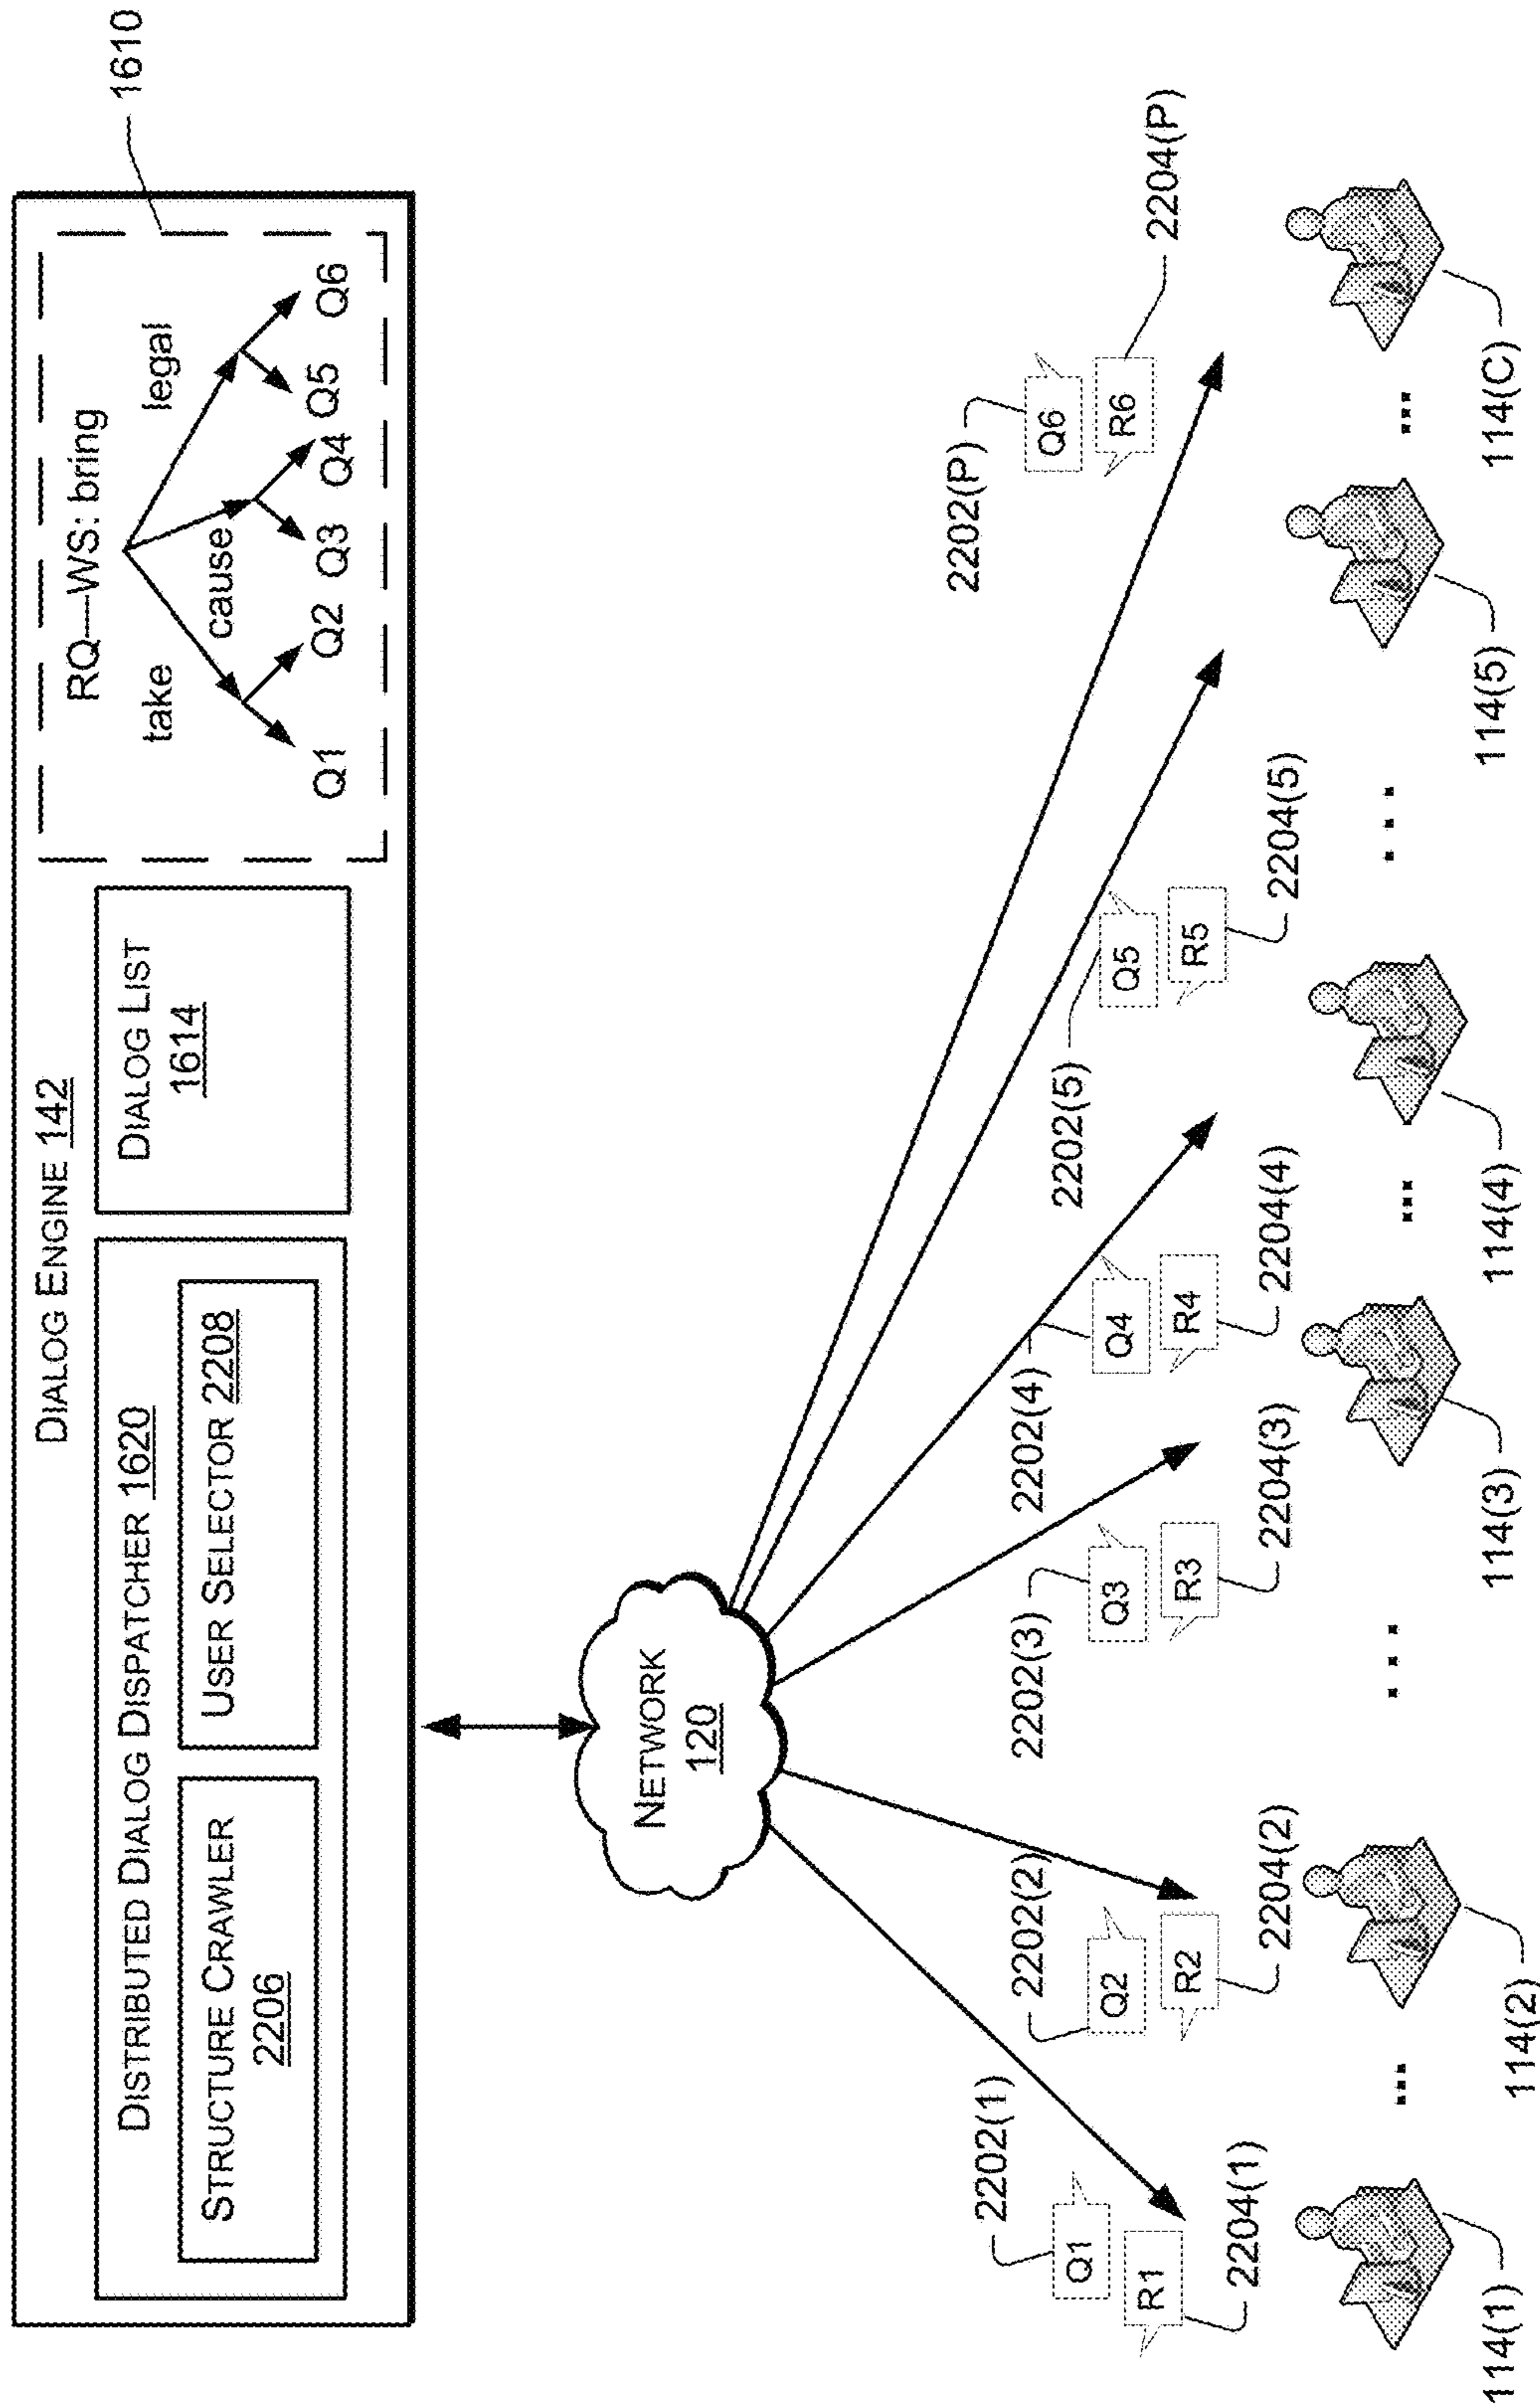 DIALOG ENGINE 142
DISTRIBUTED DIALOG DISPATCHER 1620
STRUCTURE CRAWLER
2206
USER SELECTOR 2208
DIALOG LIST
1614
RQ—WS: bring
take
cause
legal
Q1
Q2
Q3
Q4
Q5
Q6
1610
NETWORK
120
2202(1)
Q1
R1
2204(1)
2202(2)
Q2
R2
2204(2)
2202(3)
Q3
R3
2204(3)
2202(4)
Q4
R4
2204(4)
2202(5)
Q5
R5
2204(5)
2202(P)
Q6
R6
2204(P)
114(1)
114(2)
114(3)
114(4)
114(5)
114(C)